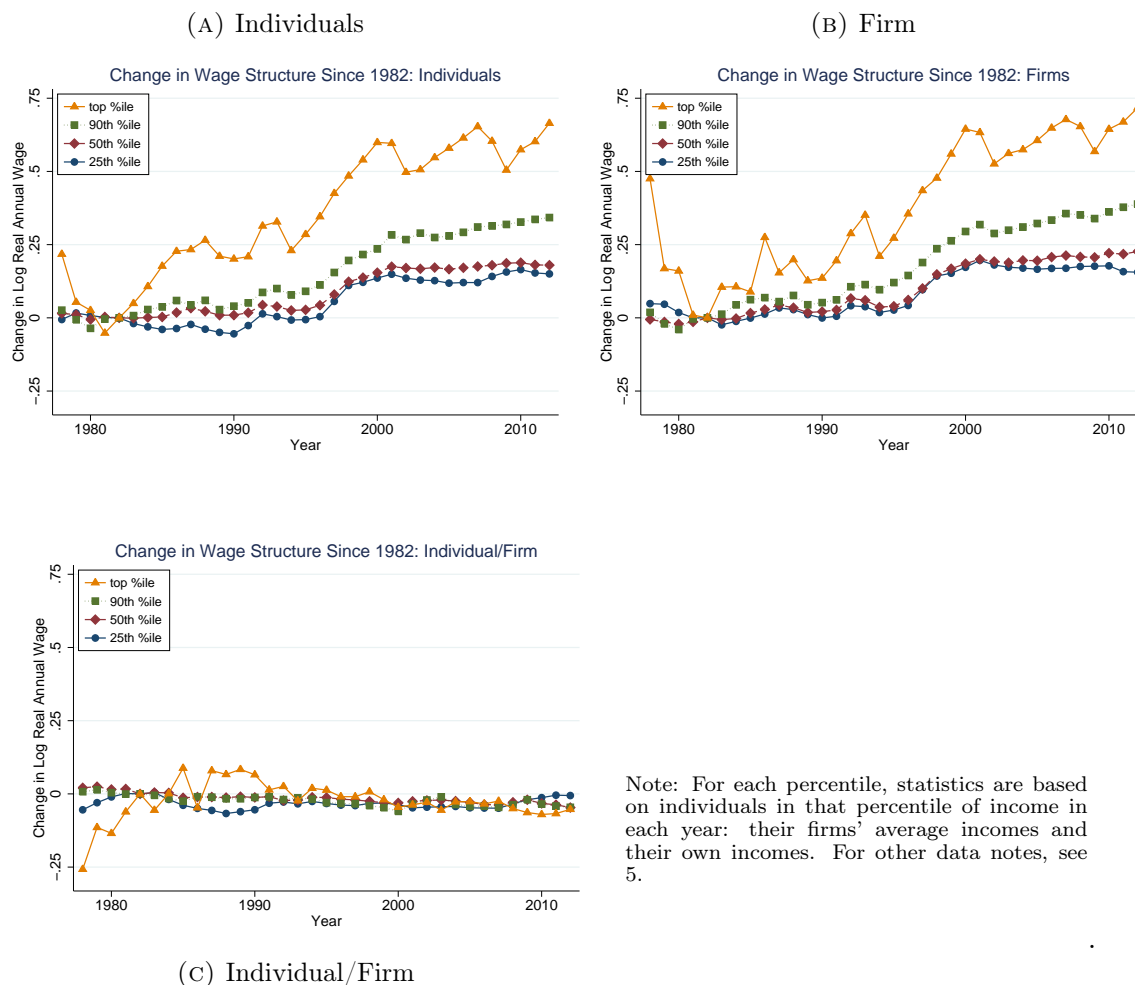 (A) Individuals
(B) Firm
Change in Wage Structure Since 1982: Individuals
Change in Log Real Annual Wage
.75
.5
.25
0
−.25
top %ile
90th %ile
50th %ile
25th %ile
1980
1990
2000
2010
Year
Change in Wage Structure Since 1982: Firms
Change in Log Real Annual Wage
.75
.5
.25
0
−.25
top %ile
90th %ile
50th %ile
25th %ile
1980
1990
2000
2010
Year
Change in Wage Structure Since 1982: Individual/Firm
Change in Log Real Annual Wage
.75
.5
.25
0
−.25
top %ile
90th %ile
50th %ile
25th %ile
1980
1990
2000
2010
Year
(C) Individual/Firm
Note: For each percentile, statistics are based
on individuals in that percentile of income in
each year: their firms' average incomes and
their own incomes. For other data notes, see
5.
.